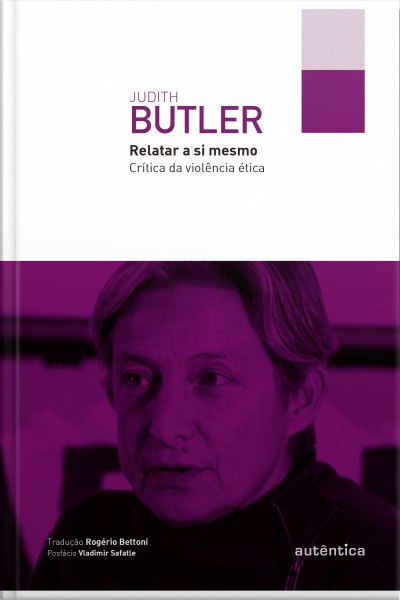 JUDITH
BUTLER
Relatar a si mesmo
Crítica da violência ética
Tradução Rogério Bettoni
Posfácio Vladimir Safatle
autêntica